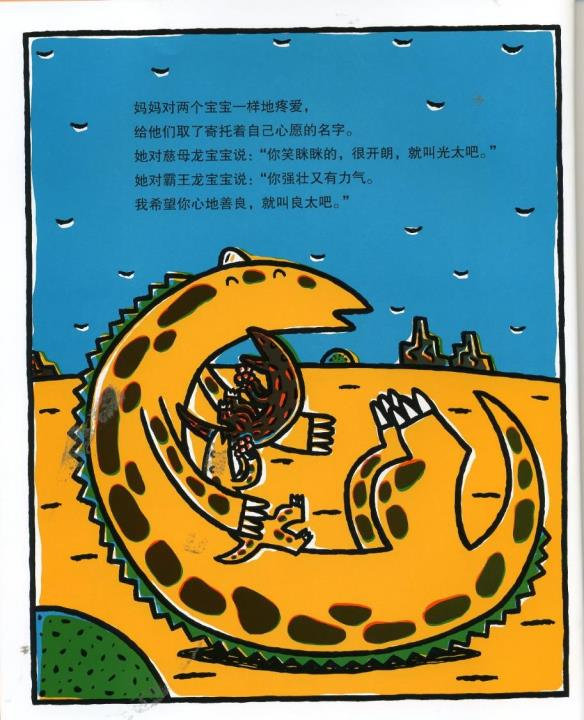 妈妈对两个宝宝一样地疼爱，
给他们取了寄托着自己心愿的名字。
她对慈母龙宝宝说：“你笑眯眯的，很开朗，就叫光太吧。”
她对霸王龙宝宝说：“你强壮又有力气。
我希望你心地善良，就叫良太吧。”